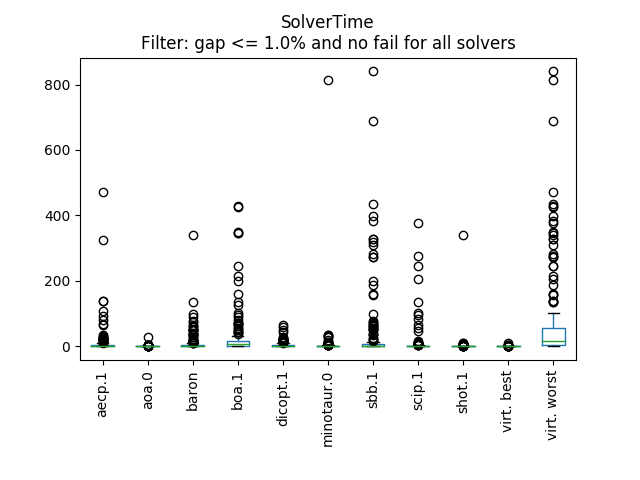 SolverTime
Filter: gap <= 1.0% and no fail for all solvers
800
600
400
200
0
aecp.1
aoa.0
baron
boa.1
dicopt.1
minotaur.0
sbb.1
scip.1
shot.1
virt. best
virt. worst